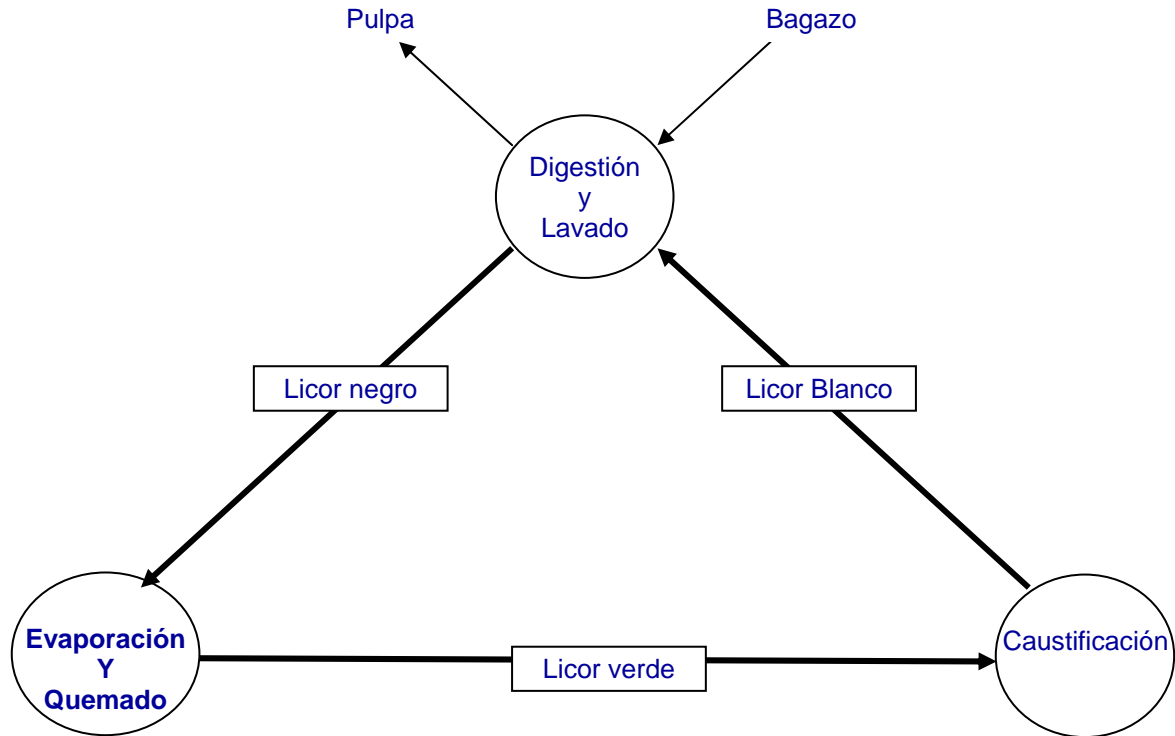 Pulpa
Bagazo
Digestión
y
Lavado
Licor negro
Licor Blanco
Evaporación
Y
Quemado
Licor verde
Caustificación